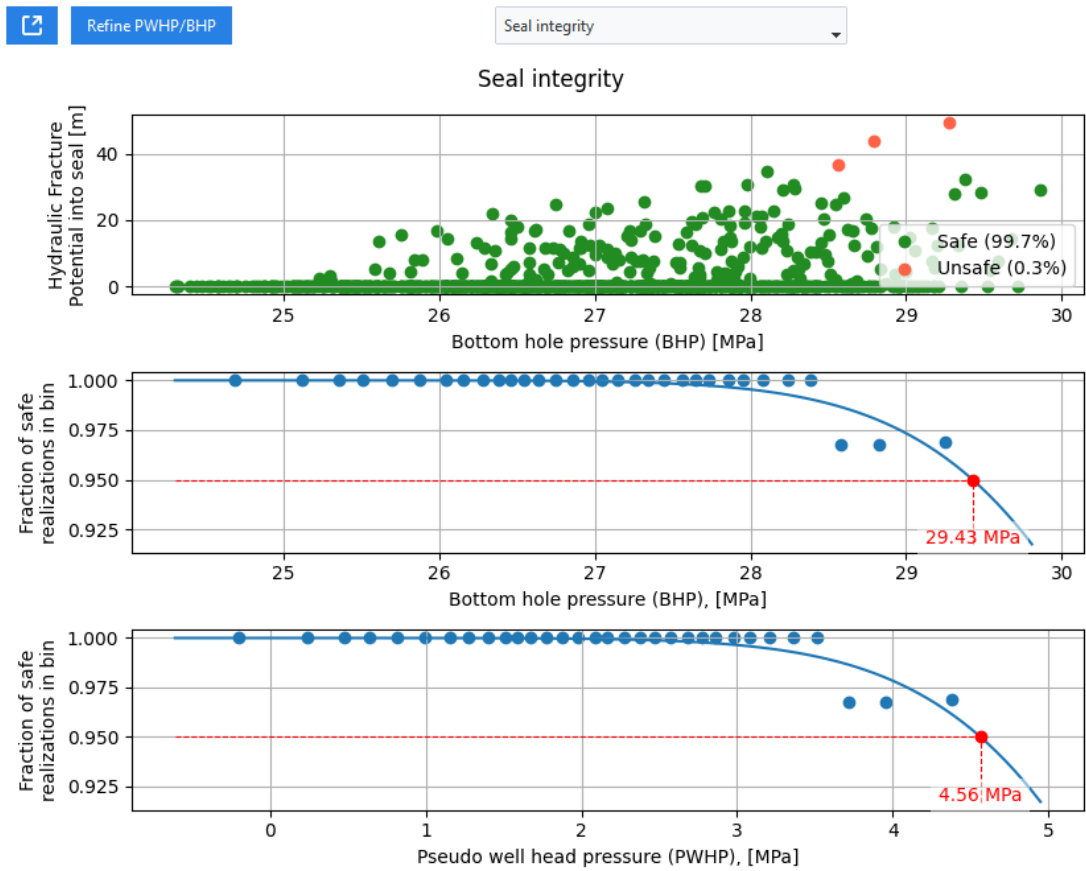 Refine PWHP/BHP
Seal integrity
Seal integrity
Hydraulic Fracture
Potential into seal [m]
40
20
0
Safe (99.7%)
Unsafe (0.3%)
25 26 27 28 29 30
Bottom hole pressure (BHP) [MPa]
Fraction of safe
realizations in bin
1.000
0.975
0.950
0.925
29.43 MPa
25 26 27 28 29 30
Bottom hole pressure (BHP), [MPa]
Fraction of safe
realizations in bin
1.000
0.975
0.950
0.925
4.56 MPa
0 1 2 3 4 5
Pseudo well head pressure (PWHP), [MPa]